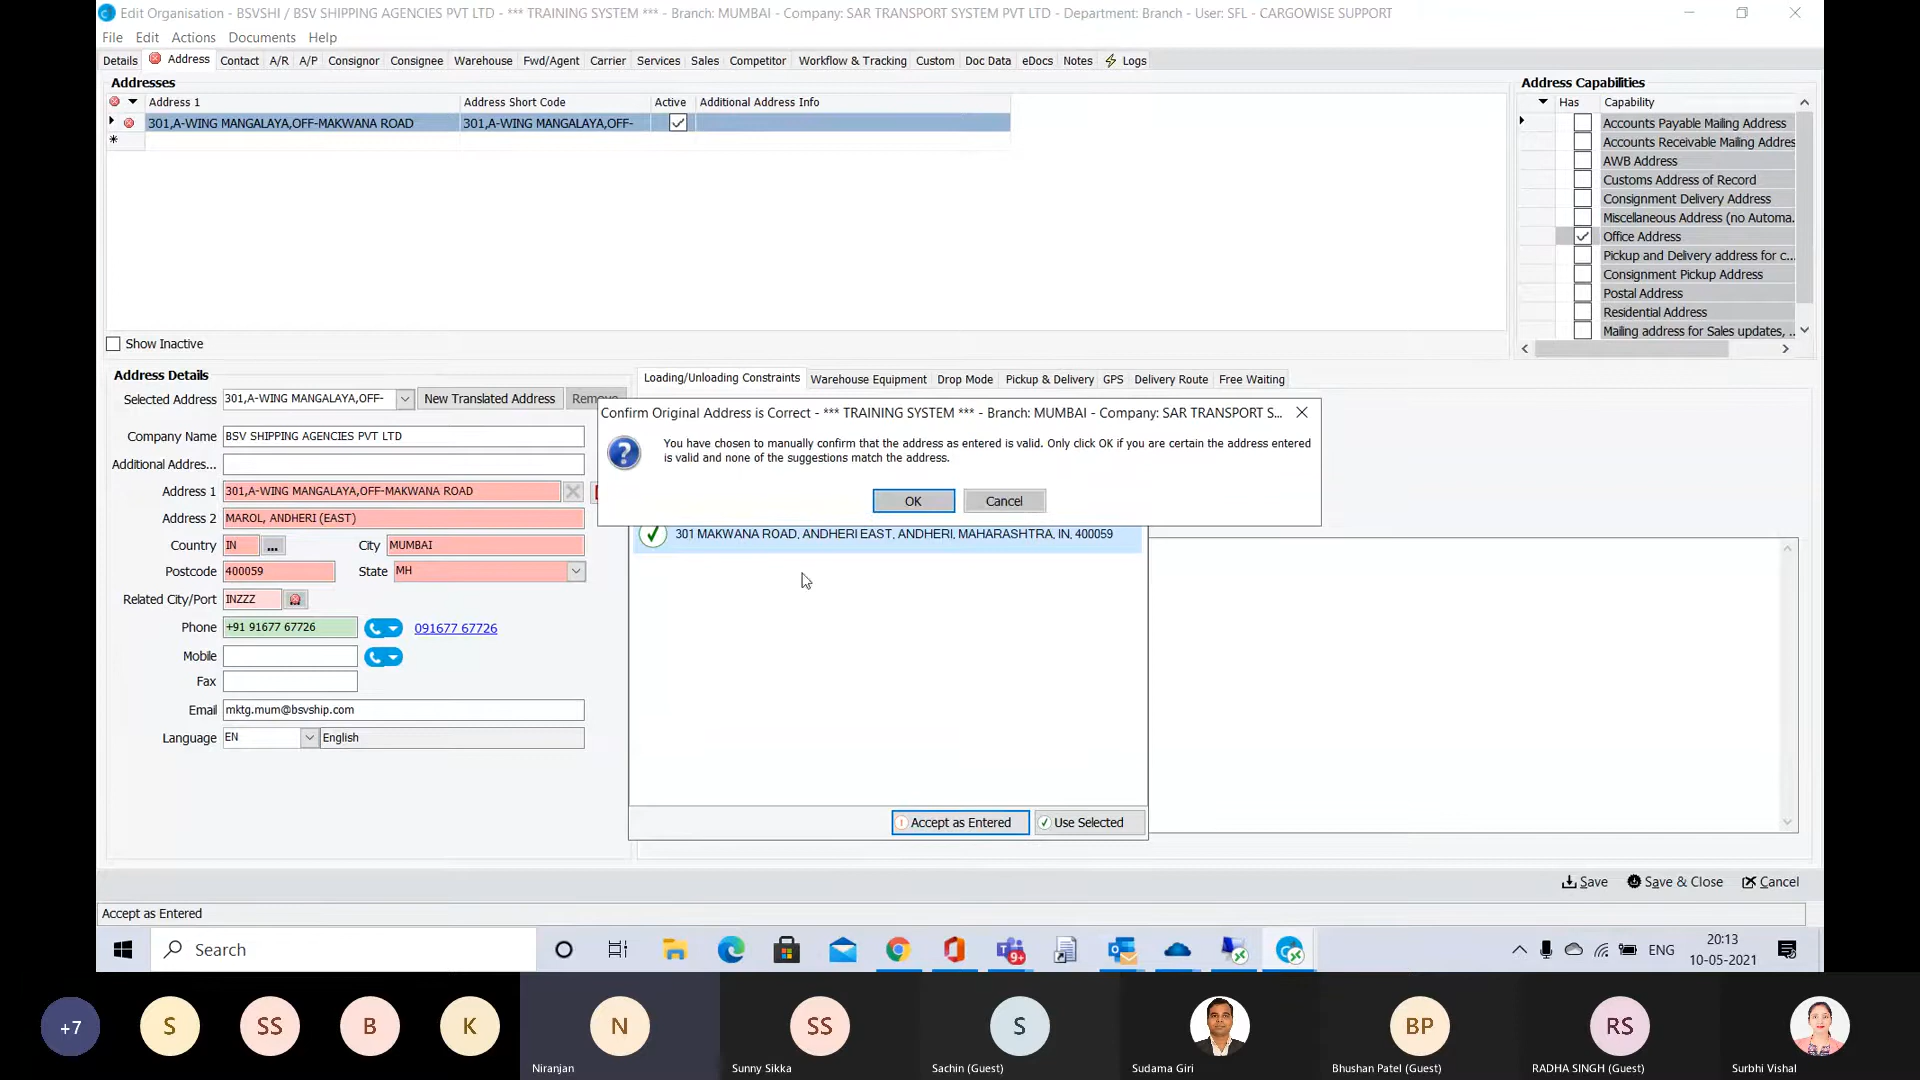 Edit Organisation - BSVSHI / BSV SHIPPING AGENCIES PVT LTD - *** TRAINING SYSTEM *** - Branch: MUMBAI - Company: SAR TRANSPORT SYSTEM PVT LTD - Department: Branch - User: SFL - CARGOWISE SUPPORT
File Edit Actions Documents Help
Details Address Contact A/R A/P Consignor Consignee Warehouse Fwd/Agent Carrier Services Sales Competitor Workflow & Tracking Custom Doc Data eDocs Notes Logs
Addresses
Address 1 Address Short Code Active Additional Address Info
301,A-WING MANGALAYA,OFF-MAKWANA ROAD 301,A-WING MANGALAYA,OFF-
Address Capabilities
Has Capability
Accounts Payable Mailing Address
Accounts Receivable Mailing Addres
AWB Address
Customs Address of Record
Consignment Delivery Address
Miscellaneous Address (no Automa.
Office Address
Pickup and Delivery address for c...
Consignment Pickup Address
Postal Address
Residential Address
Mailing address for Sales updates, ..
Show Inactive
Address Details
Selected Address 301,A-WING MANGALAYA,OFF- New Translated Address Remove
Company Name BSV SHIPPING AGENCIES PVT LTD
Additional Addres...
Address 1 301,A-WING MANGALAYA,OFF-MAKWANA ROAD
Address 2 MAROL, ANDHERI (EAST)
Country IN ... City MUMBAI
Postcode 400059 State MH
Related City/Port INZZZ
Phone +91 91677 67726 091677 67726
Mobile
Fax
Email mktg.mum@bsvship.com
Language EN English
Loading/Unloading Constraints Warehouse Equipment Drop Mode Pickup & Delivery GPS Delivery Route Free Waiting
Confirm Original Address is Correct - *** TRAINING SYSTEM *** - Branch: MUMBAI - Company: SAR TRANSPORT S...
You have chosen to manually confirm that the address as entered is valid. Only click OK if you are certain the address entered
is valid and none of the suggestions match the address.
OK Cancel
301 MAKWANA ROAD, ANDHERI EAST, ANDHERI, MAHARASHTRA, IN, 400059
Accept as Entered Use Selected
Save Save & Close Cancel
Accept as Entered
Search
9+
ENG
20:13
10-05-2021
+7 S SS B K N SS S BP RS
Niranjan Sunny Sikka Sachin (Guest) Sudama Giri Bhushan Patel (Guest) RADHA SINGH (Guest) Surbhi Vishal